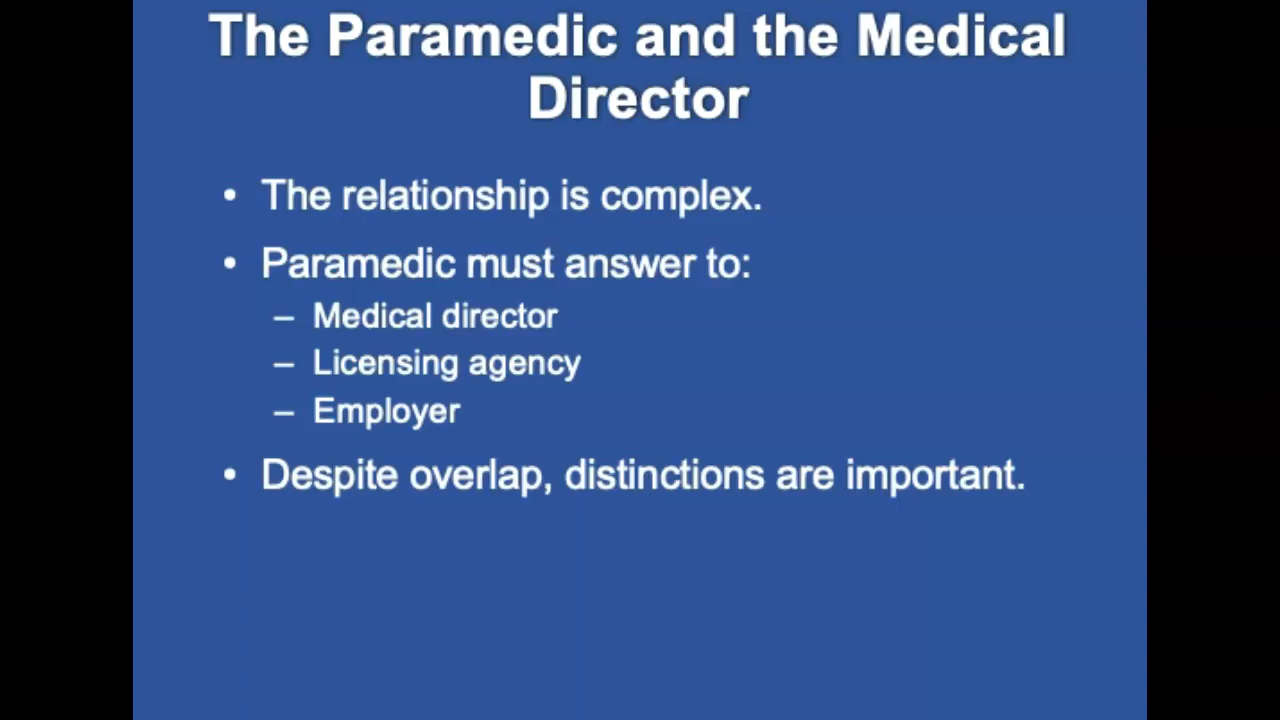 The Paramedic and the Medical
Director
• The relationship is complex.
• Paramedic must answer to:
– Medical director
– Licensing agency
– Employer
• Despite overlap, distinctions are important.